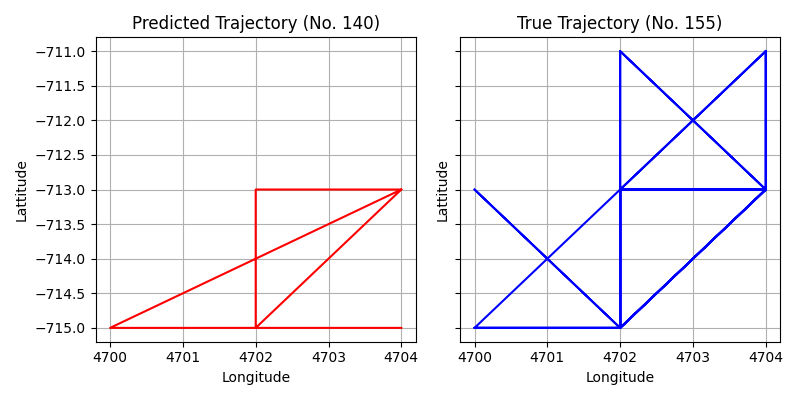 Predicted Trajectory (No. 140)
True Trajectory (No. 155)
Lattitude
−711.0
−711.5
−712.0
−712.5
−713.0
−713.5
−714.0
−714.5
−715.0
4700 4701 4702 4703 4704
Longitude
Lattitude
4700 4701 4702 4703 4704
Longitude